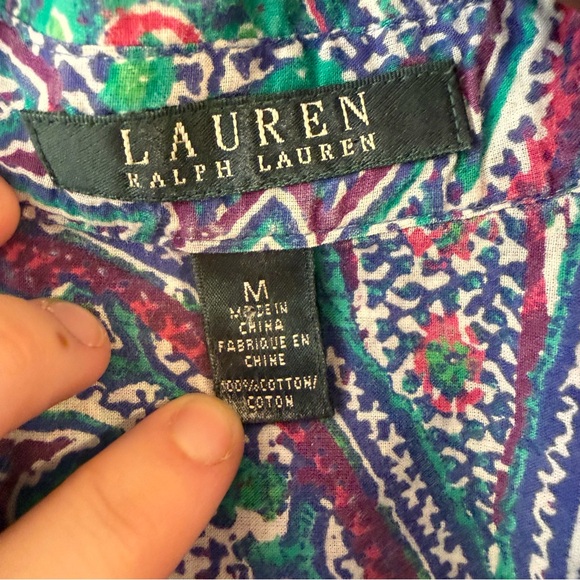 LAUREN
RALPH LAUREN
M
MADE IN
CHINA
FABRIQUE EN
CHINE
100% COTTON/
COTON